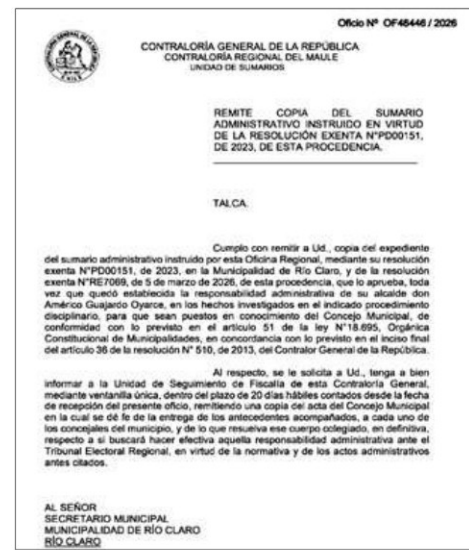 Oficio Nº OF46446 / 2026
CONTRALORÍA GENERAL DE LA REPÚBLICA
CONTRALORÍA REGIONAL DEL MAULE
UNIDAD DE SUMARIOS
REMITE COPIA DEL SUMARIO
ADMINISTRATIVO INSTRUIDO EN VIRTUD
DE LA RESOLUCIÓN EXENTA N°PD00151,
DE 2023, DE ESTA PROCEDENCIA.
TALCA.
Cumplo con remitir a Ud., copia del expediente
del sumario administrativo instruido por esta Oficina Regional, mediante su resolución
exenta N°PD00151, de 2023, en la Municipalidad de Río Claro, y de la resolución
exenta N°RE7069, de 5 de marzo de 2026, de esta procedencia, que lo aprueba, toda
vez que quedó establecida la responsabilidad administrativa de su alcalde don
Américo Guajardo Oyarce, en los hechos investigados en el indicado procedimiento
disciplinario, para que sean puestos en conocimiento del Concejo Municipal, de
conformidad con lo previsto en el artículo 51 de la ley N°18.695, Orgánica
Constitucional de Municipalidades, en concordancia con lo previsto en el inciso final
del artículo 36 de la resolución N° 510, de 2013, del Contralor General de la República.
Al respecto, se le solicita a Ud., tenga a bien
informar a la Unidad de Seguimiento de Fiscalía de esta Contraloría General,
mediante ventanilla única, dentro del plazo de 20 días hábiles contados desde la fecha
de recepción del presente oficio, remitiendo una copia del acta del Concejo Municipal
en la cual se dé fe de la entrega de los antecedentes acompañados, a cada uno de
los concejales del municipio, y de lo que resuelva ese cuerpo colegiado, en definitiva,
respecto a si buscará hacer efectiva aquella responsabilidad administrativa ante el
Tribunal Electoral Regional, en virtud de la normativa y de los actos administrativos
antes citados.
AL SEÑOR
SECRETARIO MUNICIPAL
MUNICIPALIDAD DE RÍO CLARO
RÍO CLARO